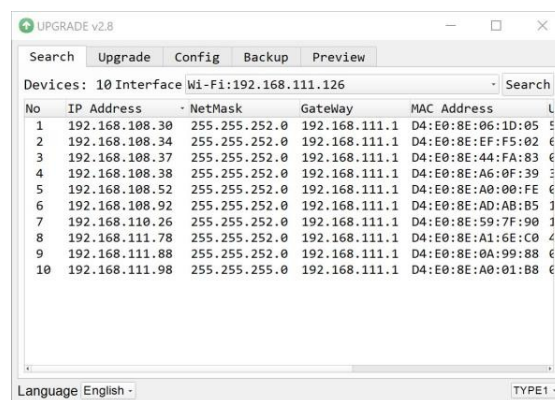 UPGRADE v2.8
Search Upgrade Config Backup Preview
Devices: 10 Interface Wi-Fi:192.168.111.126 Search
No IP Address NetMask GateWay MAC Address
1 192.168.108.30 255.255.252.0 192.168.111.1 D4:E0:8E:06:1D:05
2 192.168.108.34 255.255.252.0 192.168.111.1 D4:E0:8E:EF:F5:02
3 192.168.108.37 255.255.252.0 192.168.111.1 D4:E0:8E:44:FA:83
4 192.168.108.38 255.255.252.0 192.168.111.1 D4:E0:8E:A6:0F:39
5 192.168.108.52 255.255.252.0 192.168.111.1 D4:E0:8E:A0:00:FE
6 192.168.108.92 255.255.252.0 192.168.111.1 D4:E0:8E:AD:AB:B5
7 192.168.110.26 255.255.252.0 192.168.111.1 D4:E0:8E:59:7F:90
8 192.168.111.78 255.255.252.0 192.168.111.1 D4:E0:8E:A1:6E:C0
9 192.168.111.88 255.255.252.0 192.168.111.1 D4:E0:8E:0A:99:88
10 192.168.111.98 255.255.255.0 192.168.111.1 D4:E0:8E:A0:01:B8
Language English TYPE1